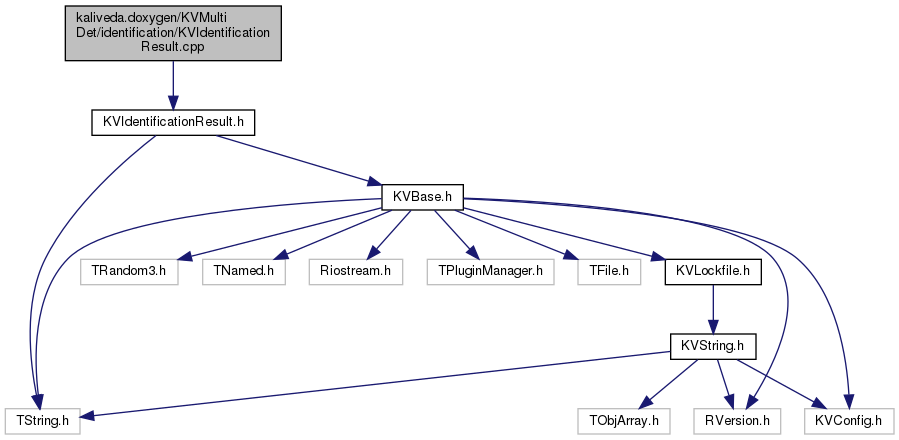 kaliveda.doxygen/KVMulti
Det/identification/KVIdentification
Result.cpp
KVIdentificationResult.h
KVBase.h
TRandom3.h
TNamed.h
Riostream.h
TPluginManager.h
TFile.h
KVLockfile.h
KVString.h
TString.h
TObjArray.h
RVersion.h
KVConfig.h